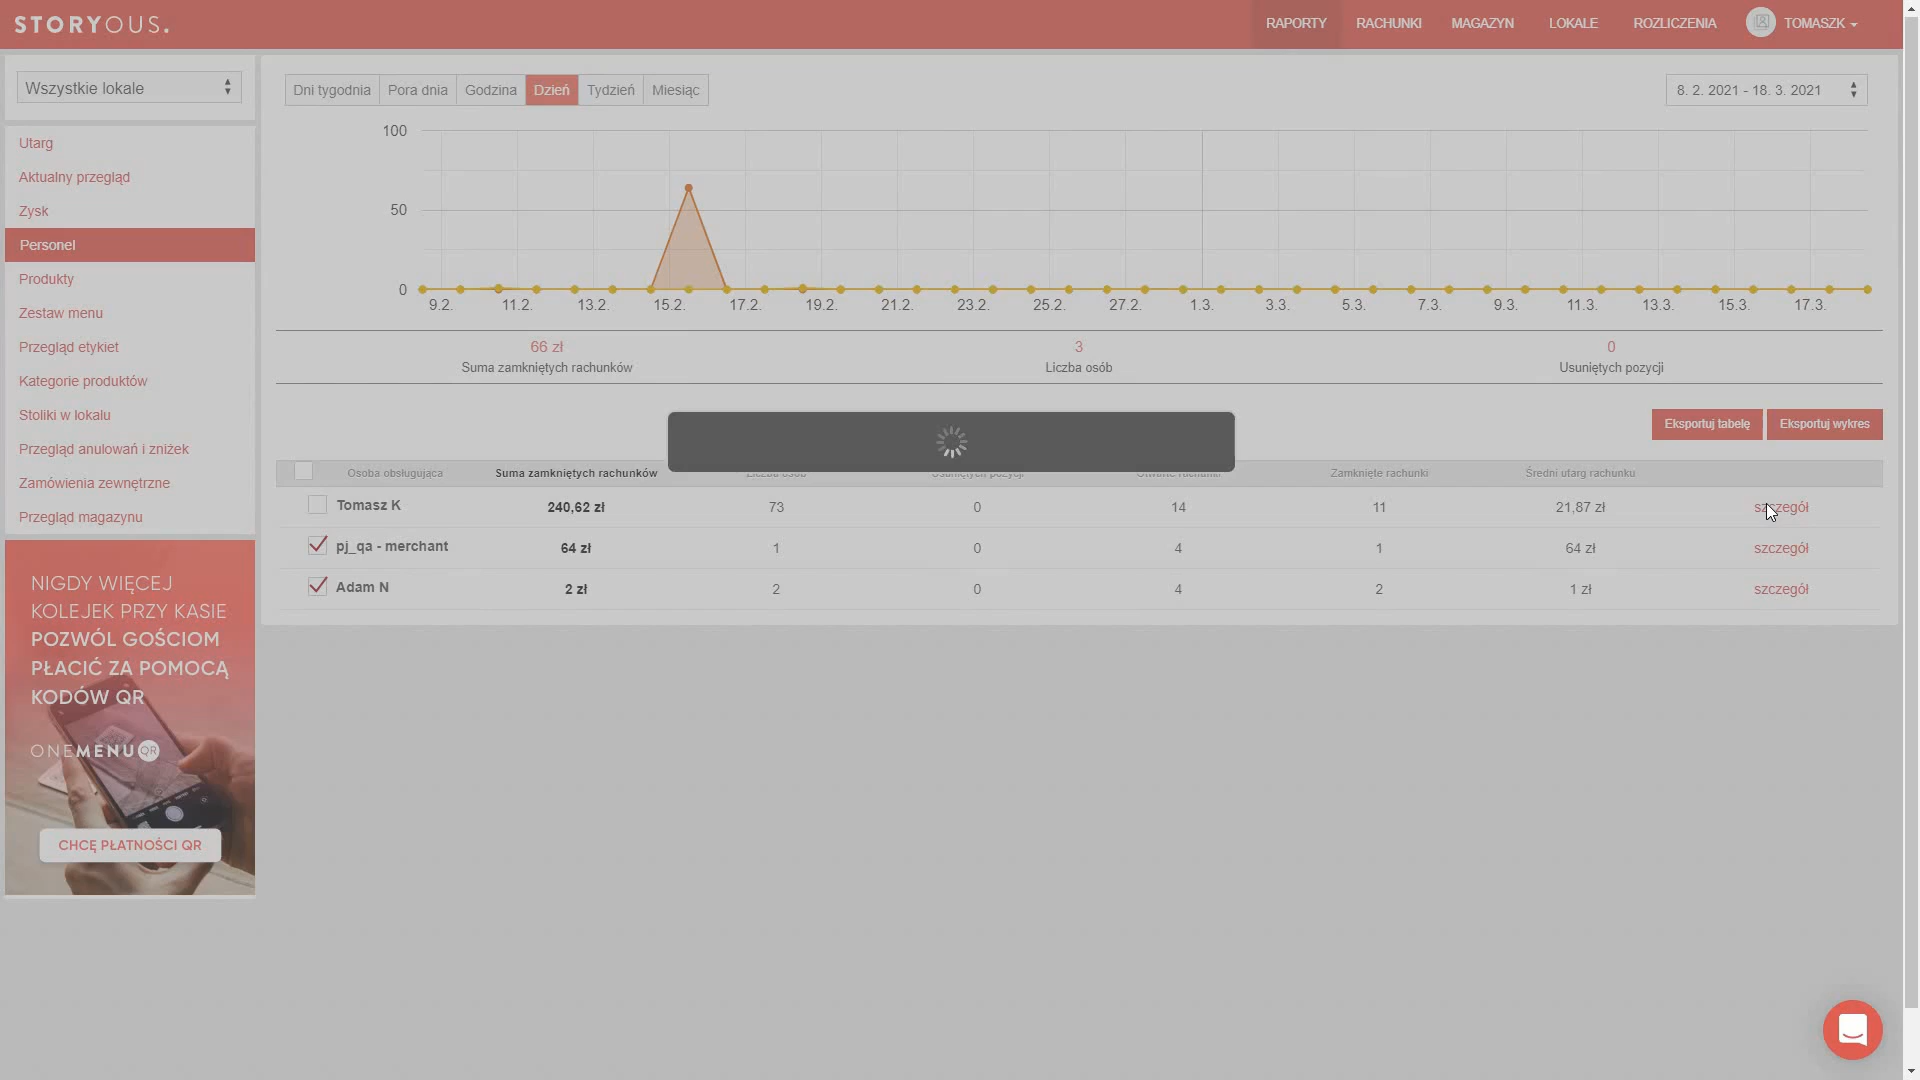 STORYOUS.
RAPORTY
RACHUNKI
MAGAZYN
LOKALE
ROZLICZENIA
TOMASZK
Wszystkie lokale
Utarg
Aktualny przegląd
Zysk
Personel
Produkty
Zestaw menu
Przegląd etykiet
Kategorie produktów
Stoliki w lokalu
Przegląd anulowań i zniżek
Zamówienia zewnętrzne
Przegląd magazynu
NIGDY WIĘCEJ
KOLEJEK PRZY KASIE
POZWÓL GOŚCIOM
PŁACIĆ ZA POMOCĄ
KODÓW QR
ONEMENU QR
CHCĘ PŁATNOŚCI QR
Dni tygodnia
Pora dnia
Godzina
Dzień
Tydzień
Miesiąc
8. 2. 2021 - 18. 3. 2021
100
50
0
9.2. 11.2. 13.2. 15.2. 17.2. 19.2. 21.2. 23.2. 25.2. 27.2. 1.3. 3.3. 5.3. 7.3. 9.3. 11.3. 13.3. 15.3. 17.3.
66 zł
Suma zamkniętych rachunków
3
Liczba osób
0
Usuniętych pozycji
Eksportuj tabelę
Eksportuj wykres
Osoba obsługująca Suma zamkniętych rachunków Liczba osób Usuniętych pozycji Otwarte rachunki Zamknięte rachunki Średni utarg rachunku
Tomasz K 240,62 zł 73 0 14 11 21,87 zł szczegół
pj_qa - merchant 64 zł 1 0 4 1 64 zł szczegół
Adam N 2 zł 2 0 4 2 1 zł szczegół